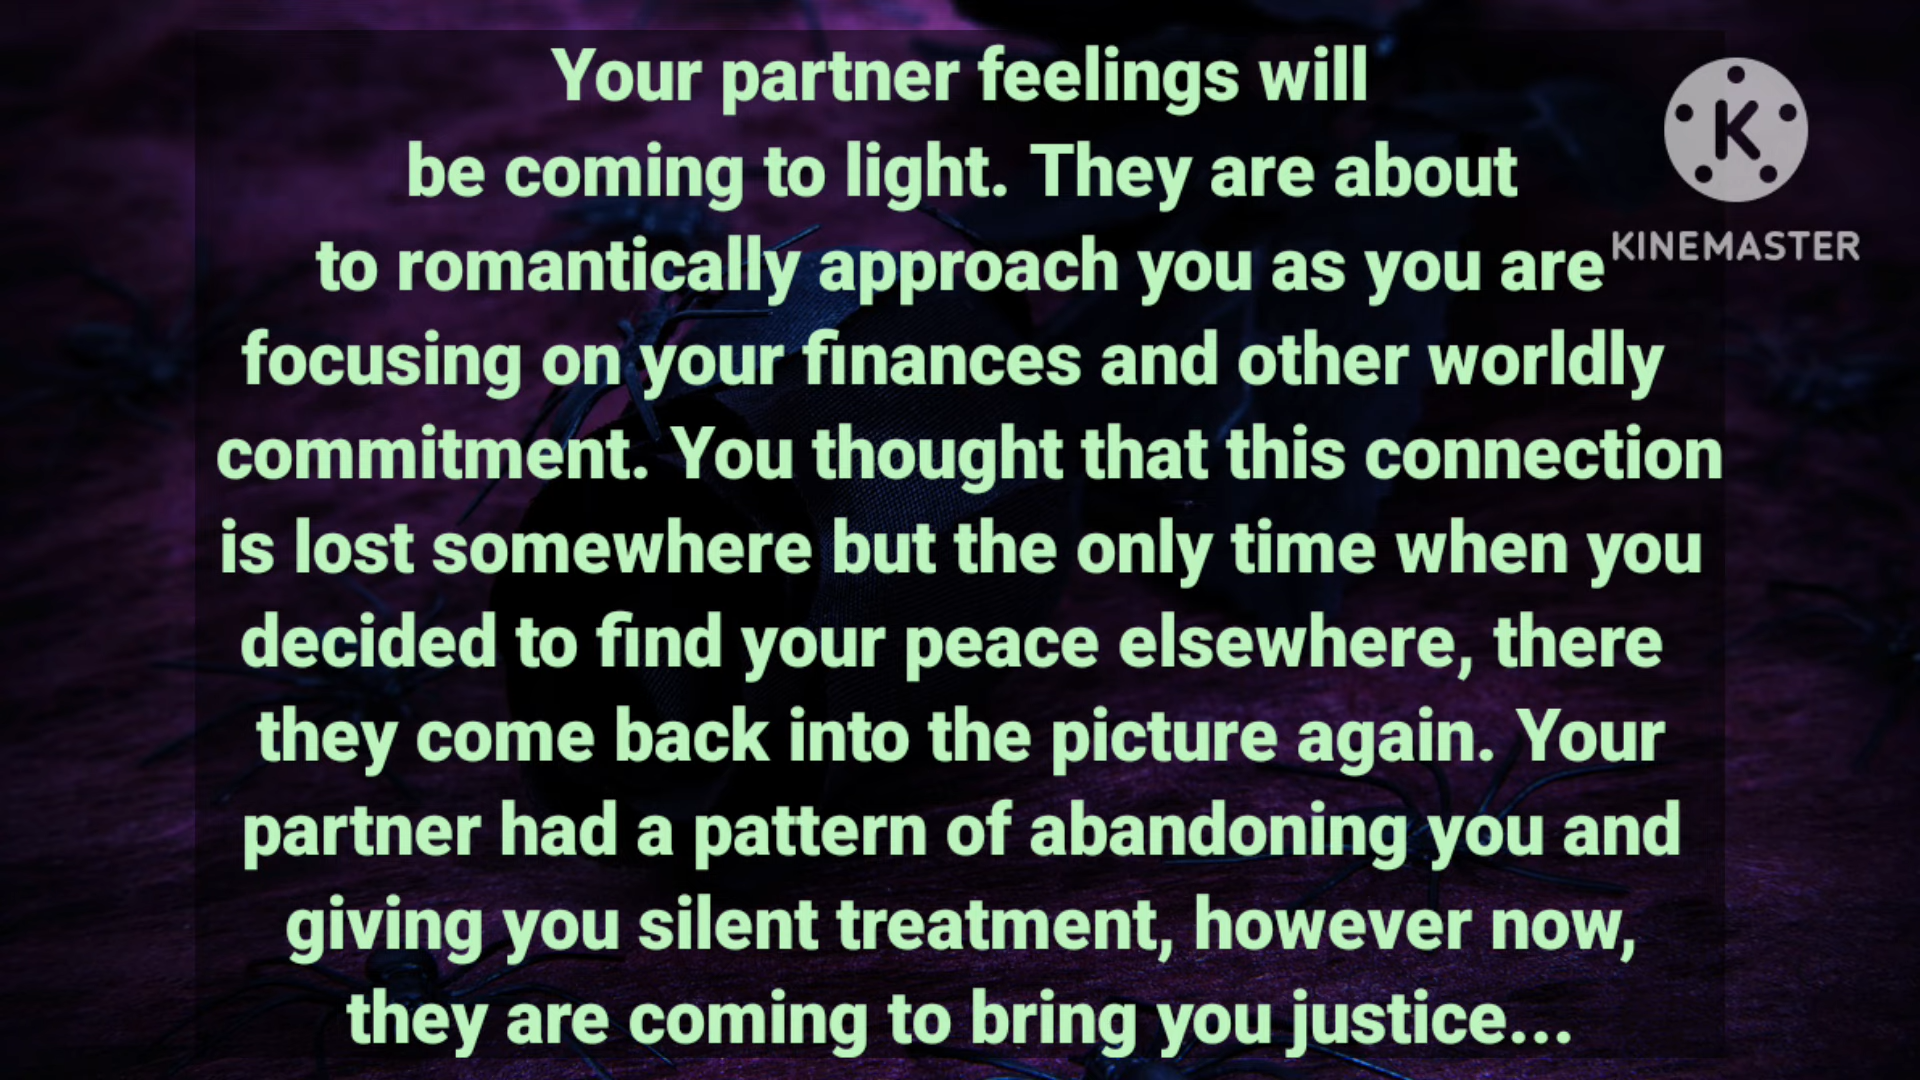 Your partner feelings will
be coming to light. They are about
to romantically approach you as you are
focusing on your finances and other worldly
commitment. You thought that this connection
is lost somewhere but the only time when you
decided to find your peace elsewhere, there
they come back into the picture again. Your
partner had a pattern of abandoning you and
giving you silent treatment, however now,
they are coming to bring you justice...
K
KINEMASTER